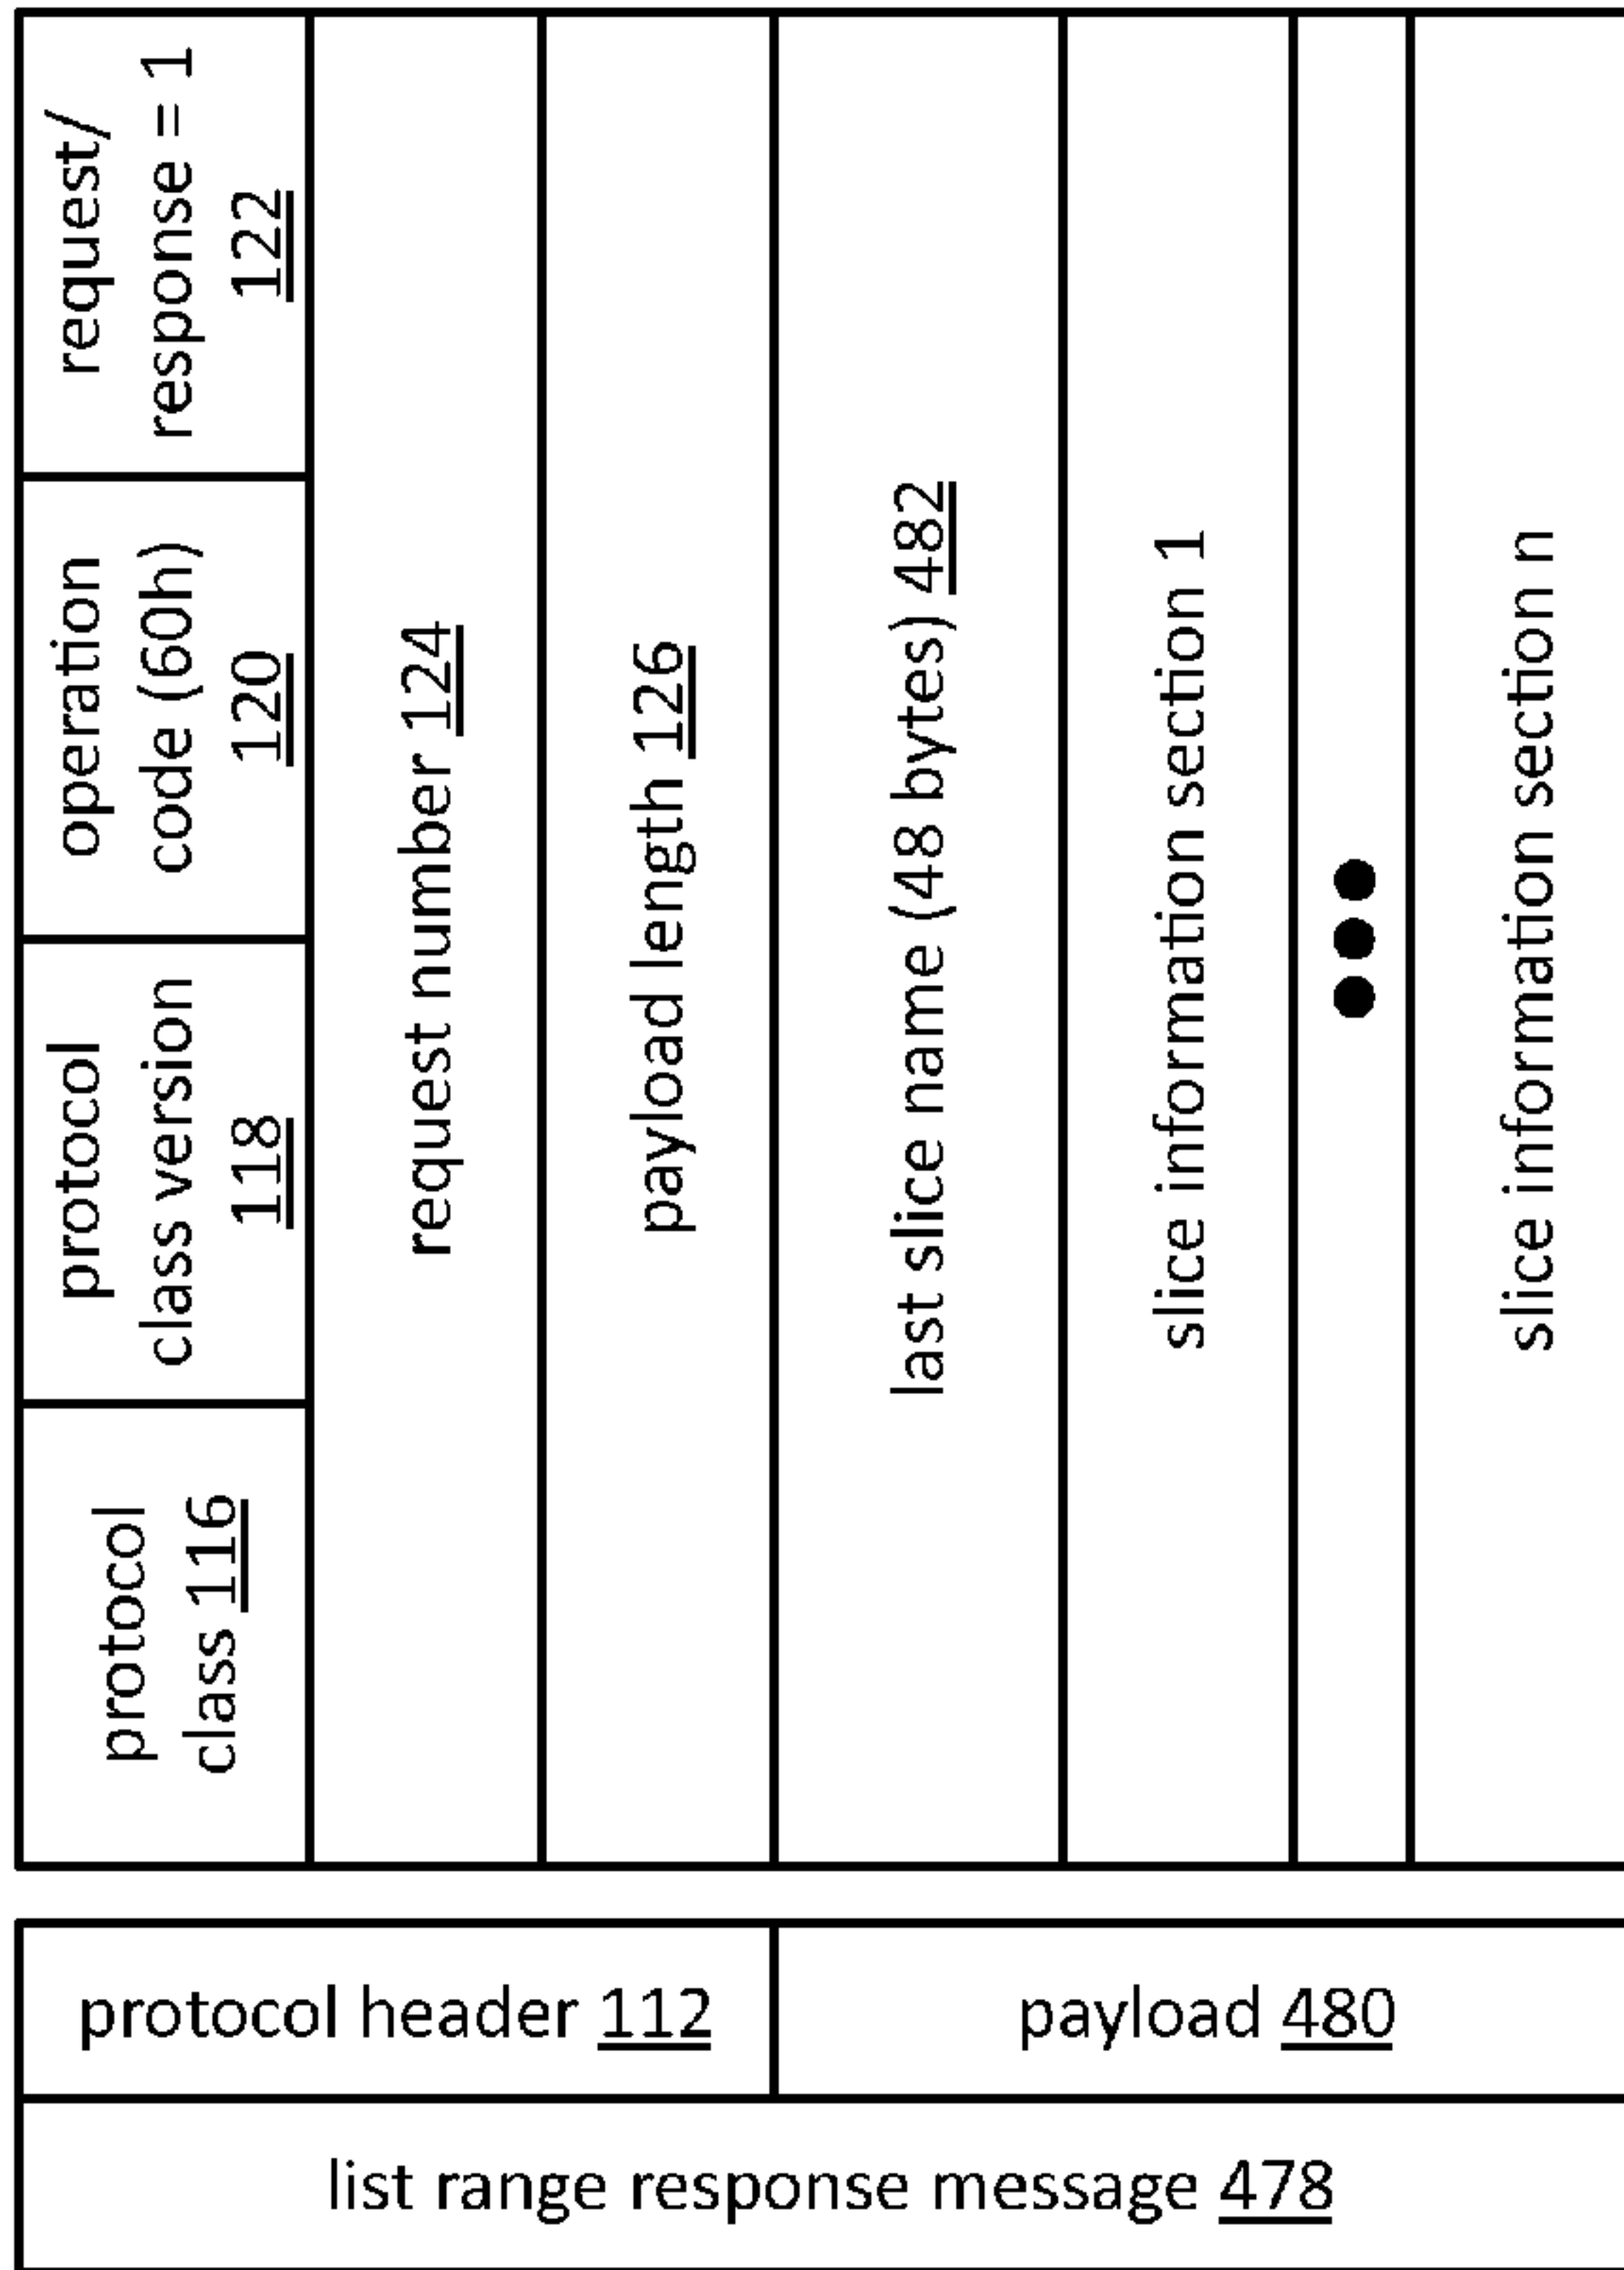 protocol
class 116
protocol
class version
118
operation
code (60h)
120
request/
response = 1
122
request number 124
payload length 126
last slice name (48 bytes) 482
slice information section 1
slice information section n
protocol header 112
payload 480
list range response message 478